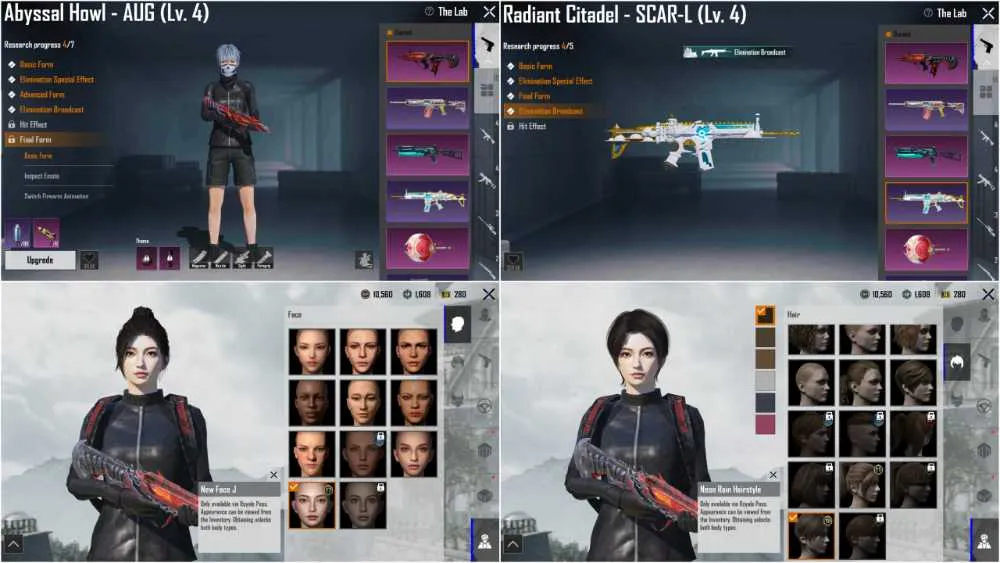 Abyssal Howl - AUG (Lv. 4)
The Lab
Research progress 4/7
Basic Form
Elimination Special Effect
Advanced Form
Elimination Broadcast
Hit Effect
Final Form
Basic Form
Inspect Emote
Switch Firearm Animation
Upgrade
Theme
Radiant Citadel - SCAR-L (Lv. 4)
The Lab
Research progress 4/5
Basic Form
Elimination Special Effect
Final Form
Elimination Broadcast
Hit Effect
Elimination Broadcast
10,560
1,608
280
Face
New Face J
Only available via Royale Pass.
Appearance can be viewed from
the Inventory. Obtaining unlocks
both body types.
10,560
1,608
280
Hair
Neon Rain Hairstyle
Only available via Royale Pass.
Appearance can be viewed from
the Inventory. Obtaining unlocks
both body types.